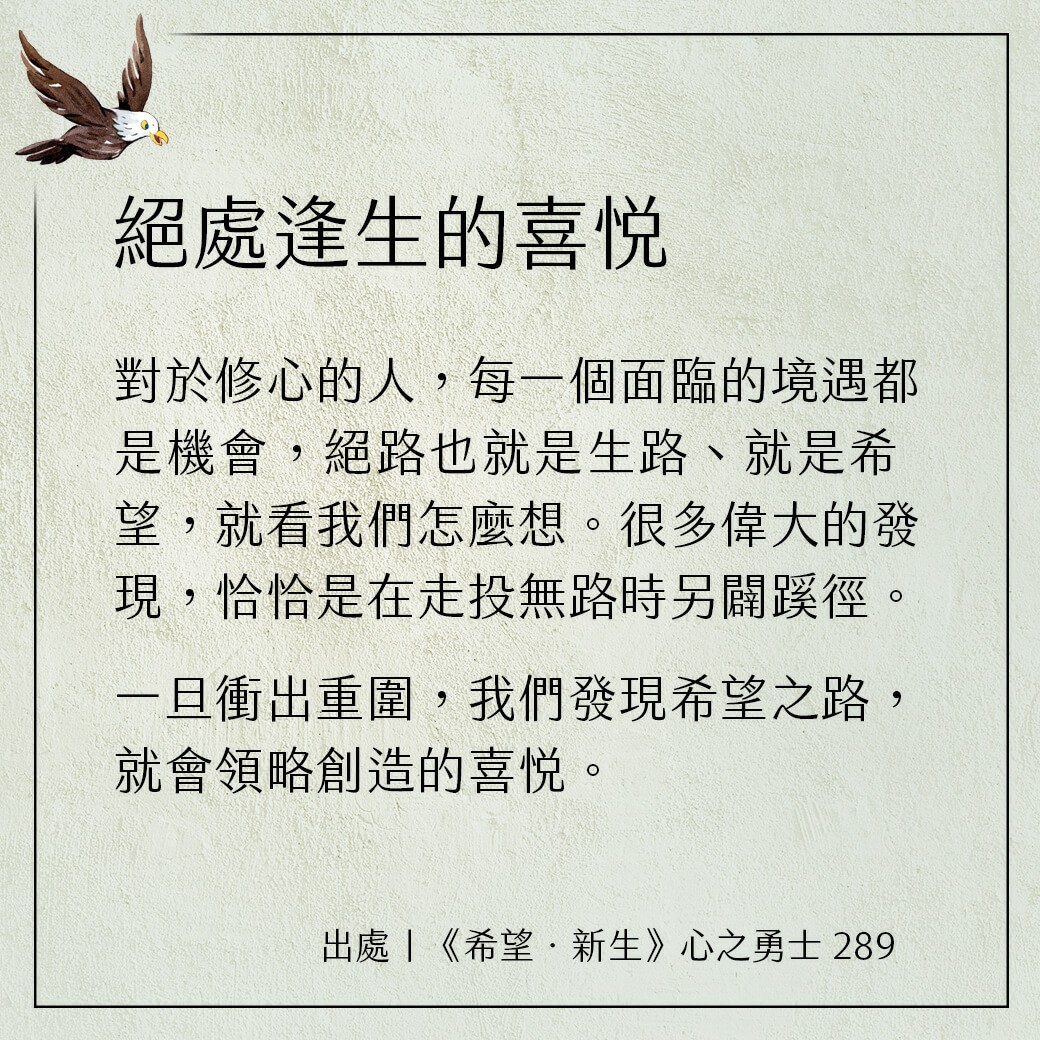 絕處逢生的喜悅
對於修心的人，每一個面臨的境遇都
是機會，絕路也就是生路、就是希
望，就看我們怎麼想。很多偉大的發
現，恰恰是在走投無路時另闢蹊徑。
一旦衝出重圍，我們發現希望之路，
就會領略創造的喜悅。
出處｜《希望．新生》心之勇士 289